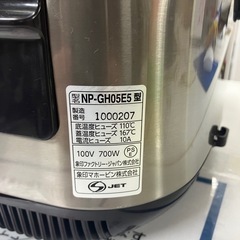 型名 NP-GH05E5 型
製造番号 1000207
底温度ヒューズ 110℃
蓋温度ヒューズ 167℃
電流ヒューズ 10A
100V 700W PSE
象印ファクトリー・ジャパン株式会社
象印マホービン株式会社
S JET